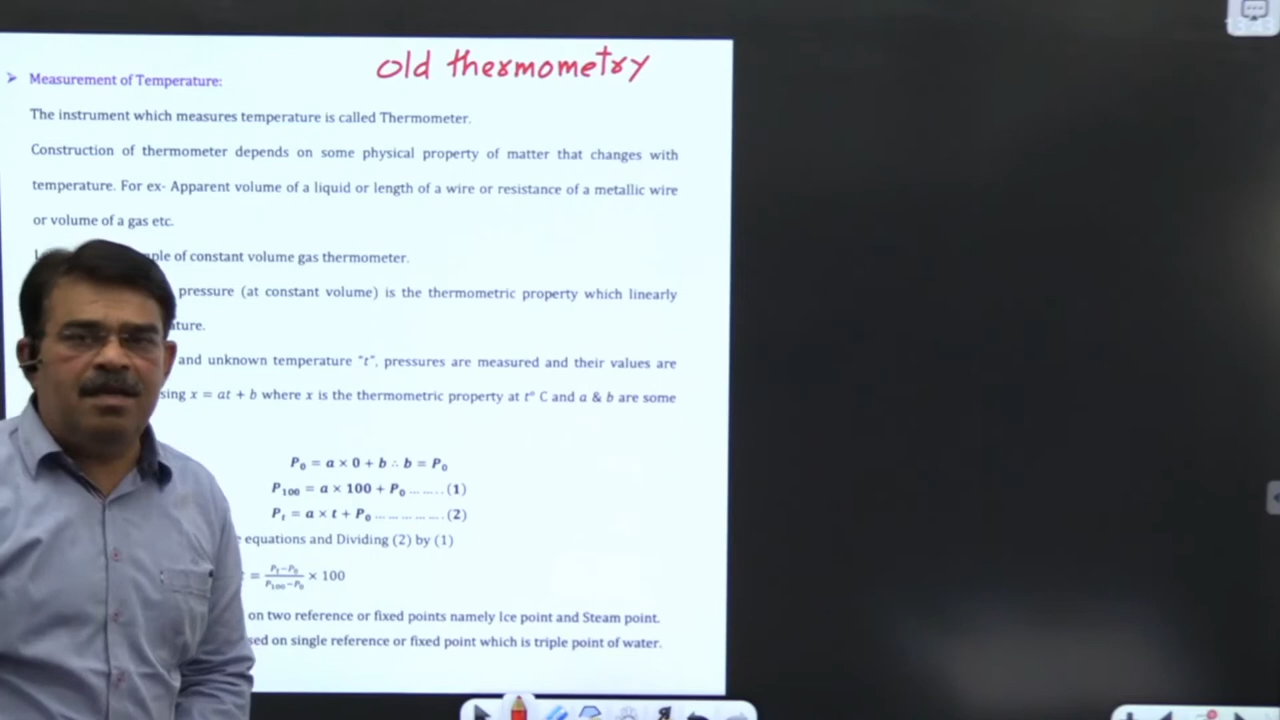 old thermometry
➤ Measurement of Temperature:
The instrument which measures temperature is called Thermometer.
Construction of thermometer depends on some physical property of matter that changes with
temperature. For ex- Apparent volume of a liquid or length of a wire or resistance of a metallic wire
or volume of a gas etc.
of constant volume gas thermometer.
pressure (at constant volume) is the thermometric property which linearly
and unknown temperature "t", pressures are measured and their values are
x = at + b where x is the thermometric property at t° C and a & b are some
P₀ = a × 0 + b ∴ b = P₀
P₁₀₀ = a × 100 + P₀ ........ (1)
Pₜ = a × t + P₀ ................. (2)
equations and Dividing (2) by (1)
= (Pₜ−P₀)/(P₁₀₀−P₀) × 100
on two reference or fixed points namely Ice point and Steam point.
on single reference or fixed point which is triple point of water.